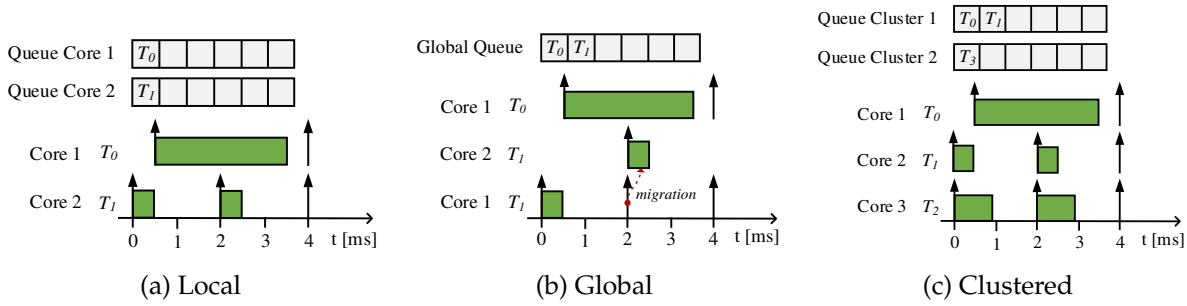 Queue Core 1 T0
Queue Core 2 T1
Core 1 T0
Core 2 T1
0 1 2 3 4 t [ms]
(a) Local
Global Queue T0 T1
Core 1 T0
Core 2 T1
migration
Core 1 T1
0 1 2 3 4 t [ms]
(b) Global
Queue Cluster 1 T0 T1
Queue Cluster 2 T3
Core 1 T0
Core 2 T1
Core 3 T2
0 1 2 3 4 t [ms]
(c) Clustered